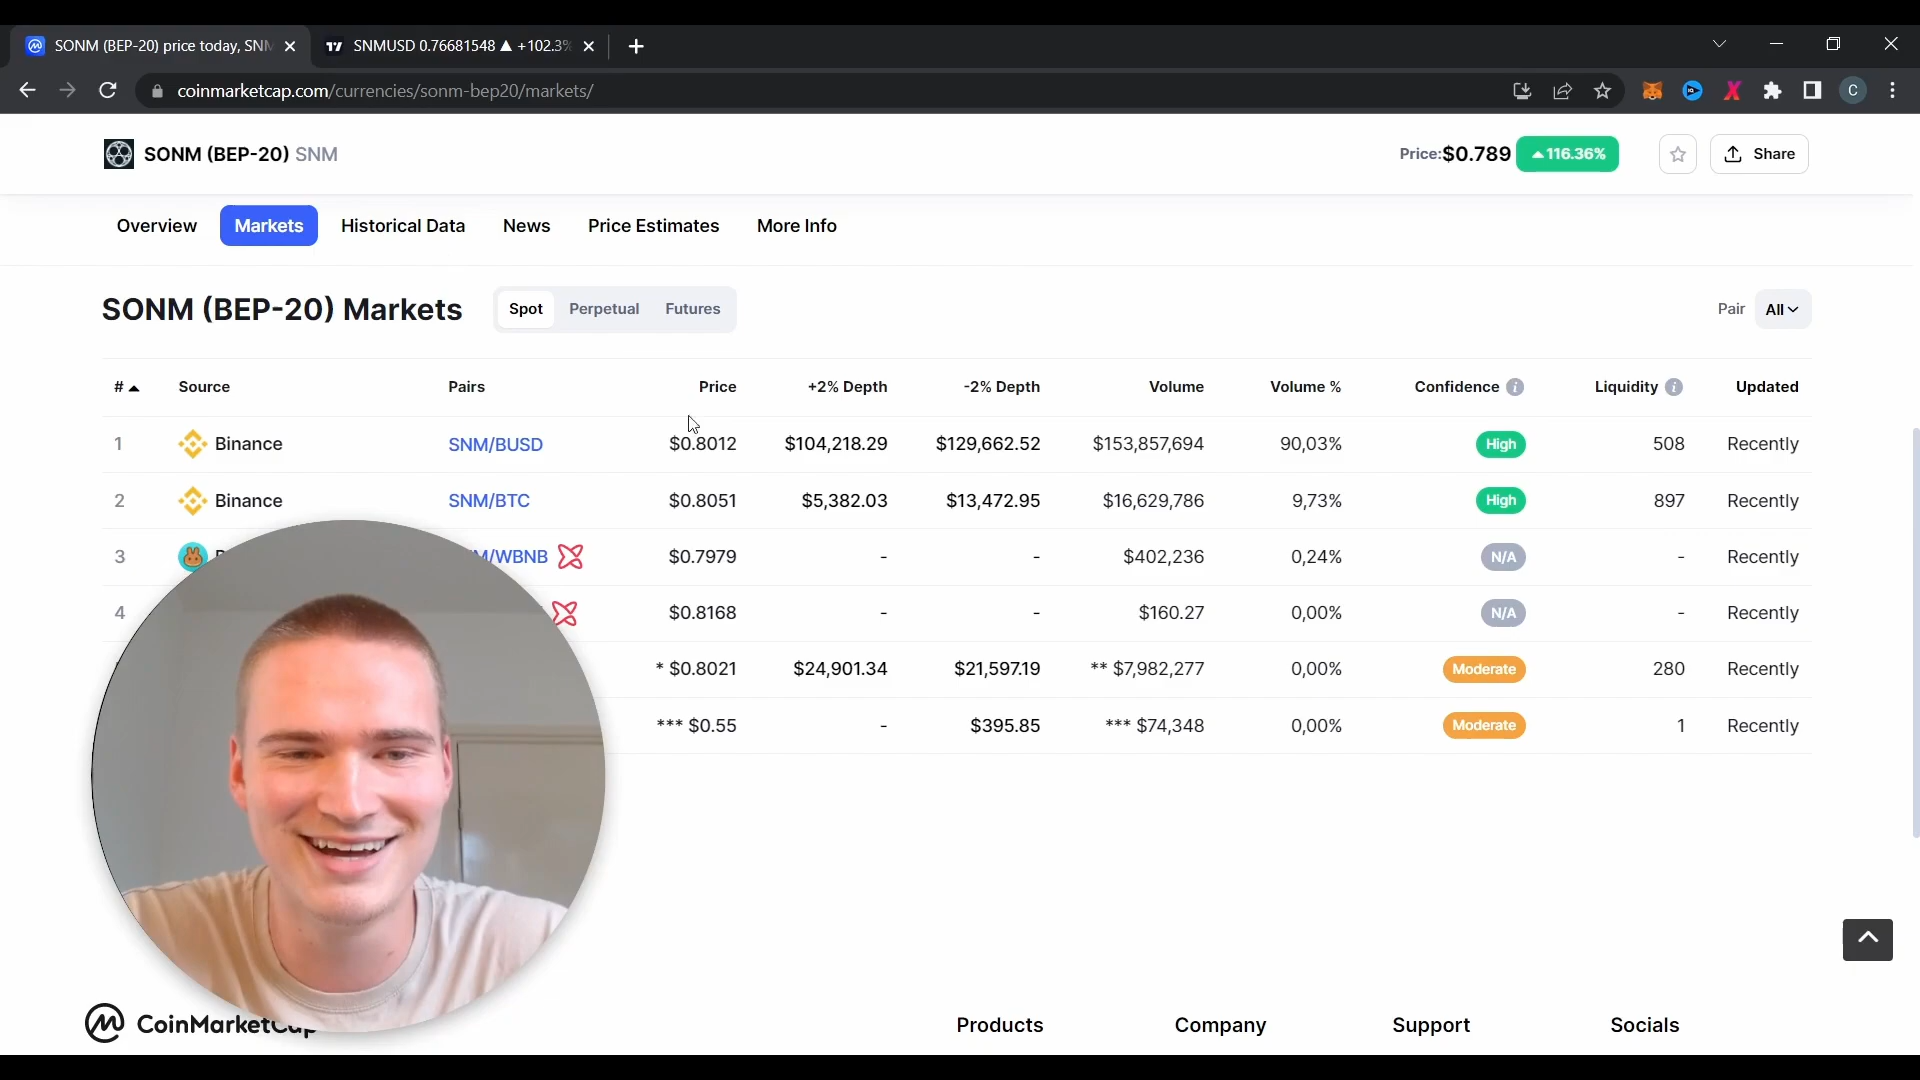 SONM (BEP-20) price today, SNM
SNMUSD 0.76681548 ▲ +102.3%
coinmarketcap.com/currencies/sonm-bep20/markets/
C
SONM (BEP-20) SNM
Price:$0.789 116.36%
Share
Overview Markets Historical Data News Price Estimates More Info
SONM (BEP-20) Markets Spot Perpetual Futures Pair All
# Source Pairs Price +2% Depth -2% Depth Volume Volume % Confidence Liquidity Updated
1 Binance SNM/BUSD $0.8012 $104,218.29 $129,662.52 $153,857,694 90,03% High 508 Recently
2 Binance SNM/BTC $0.8051 $5,382.03 $13,472.95 $16,629,786 9,73% High 897 Recently
3 /WBNB $0.7979 - - $402,236 0,24% N/A - Recently
4 $0.8168 - - $160.27 0,00% N/A - Recently
* $0.8021 $24,901.34 $21,597.19 ** $7,982,277 0,00% Moderate 280 Recently
*** $0.55 - $395.85 *** $74,348 0,00% Moderate 1 Recently
CoinMarketCap Products Company Support Socials